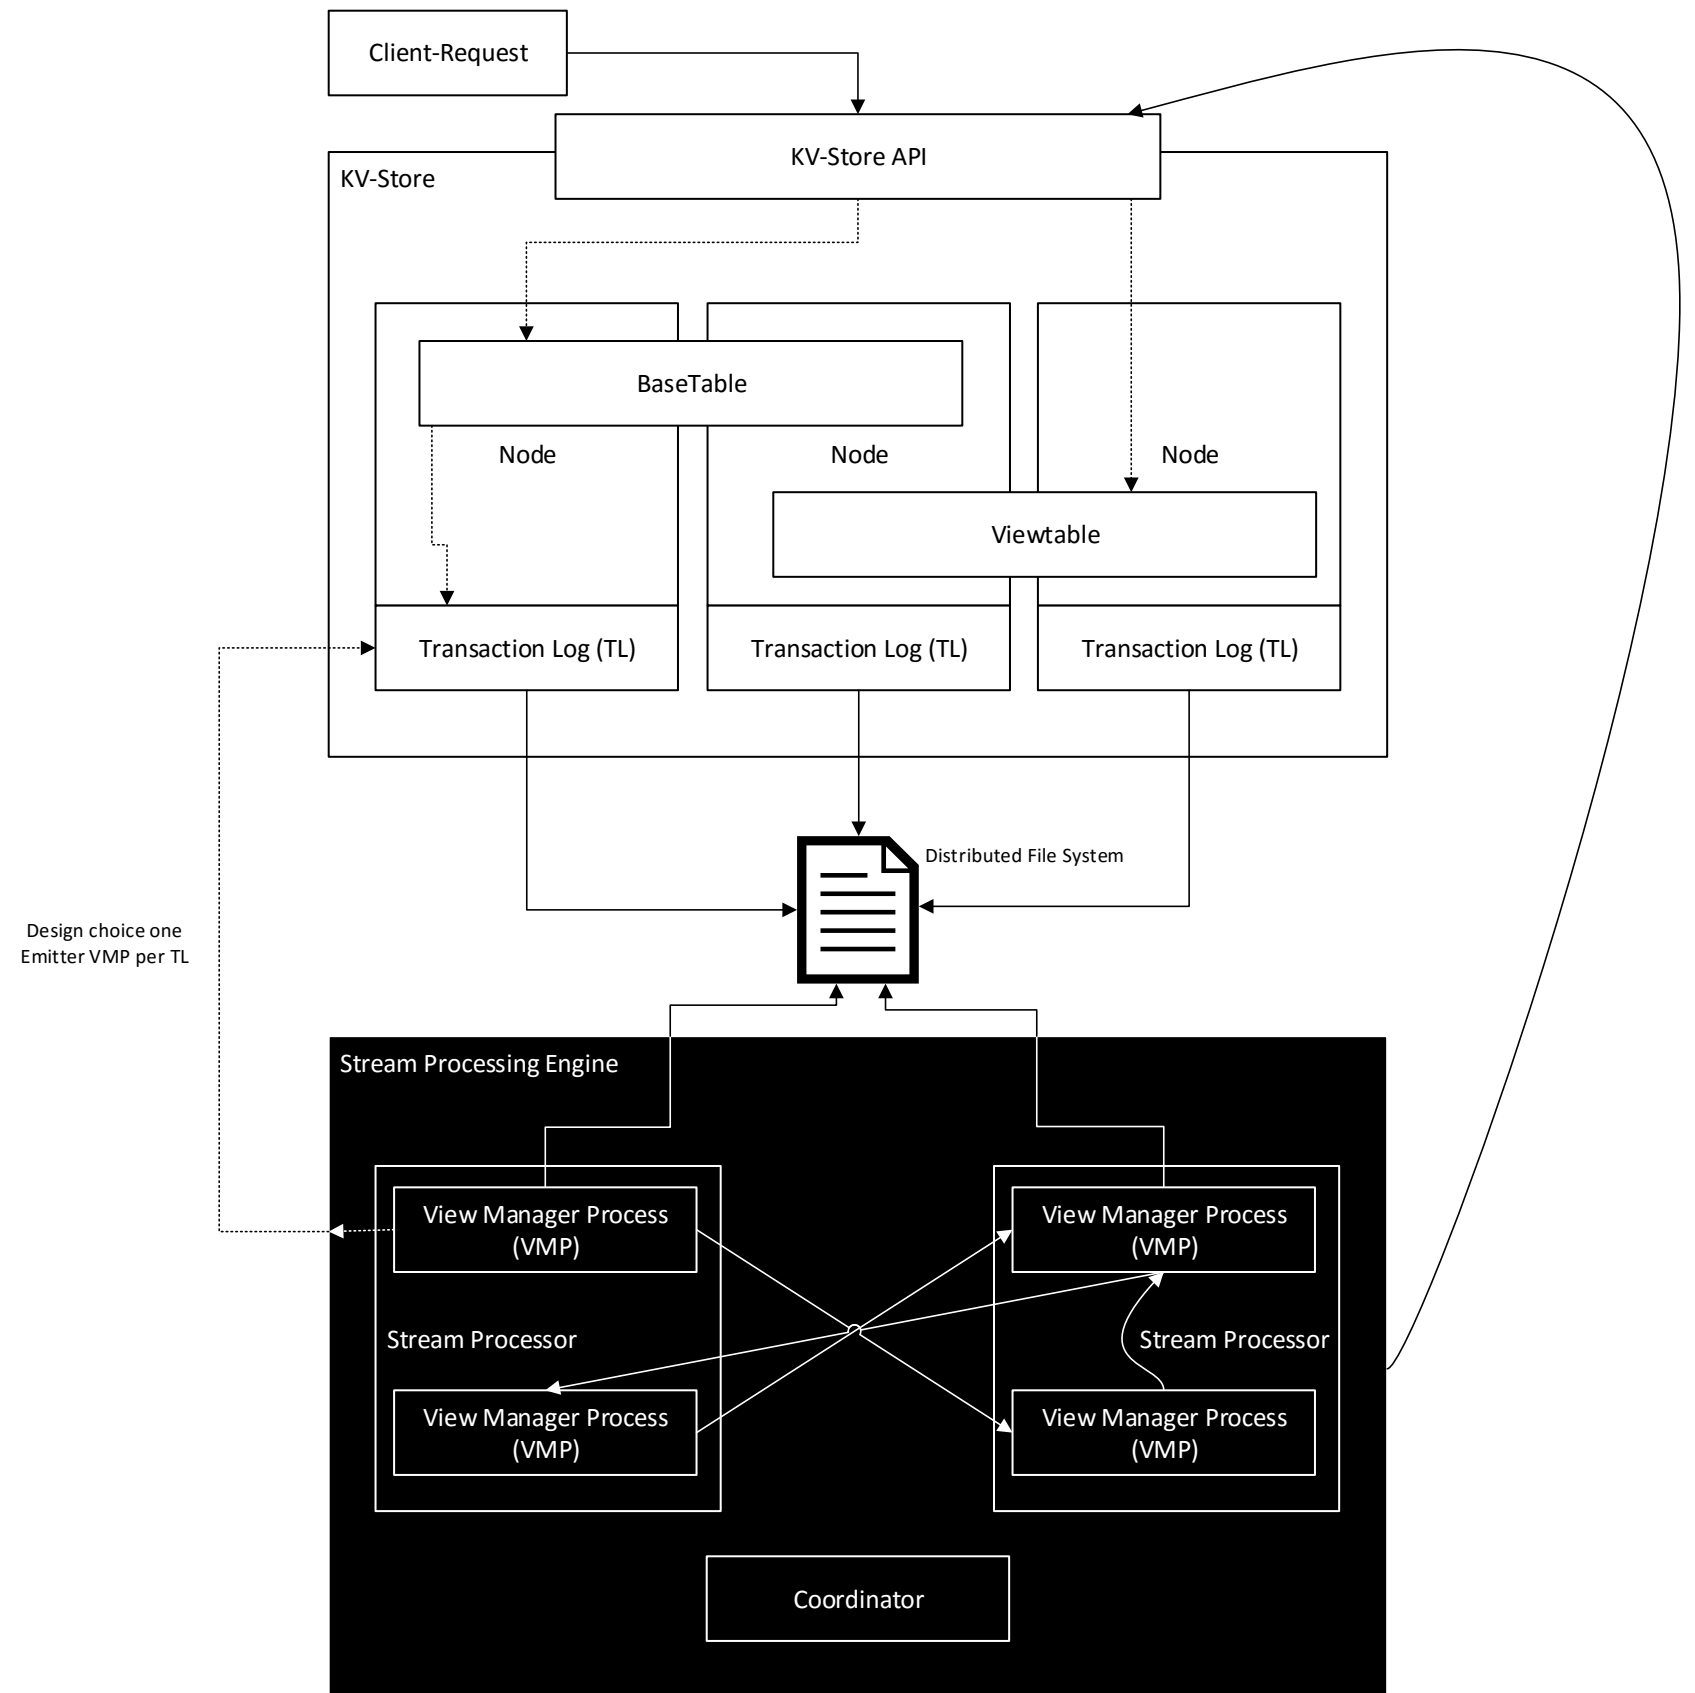 Client-Request
KV-Store API
KV-Store
BaseTable
Node
Node
Node
Viewtable
Transaction Log (TL)
Transaction Log (TL)
Transaction Log (TL)
Distributed File System
Design choice one
Emitter VMP per TL
Stream Processing Engine
View Manager Process
(VMP)
View Manager Process
(VMP)
Stream Processor
Stream Processor
View Manager Process
(VMP)
View Manager Process
(VMP)
Coordinator